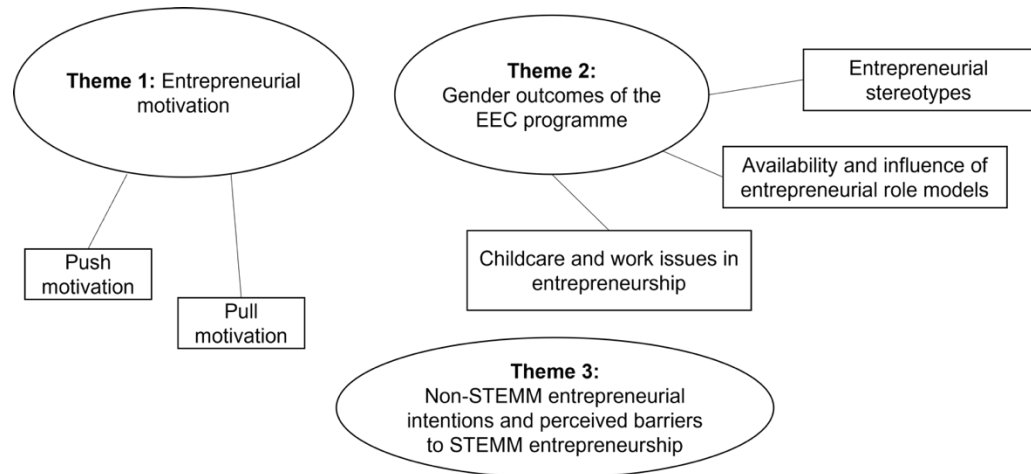 Theme 1: Entrepreneurial
motivation
Push
motivation
Pull
motivation
Theme 2:
Gender outcomes of the
EEC programme
Entrepreneurial
stereotypes
Availability and influence of
entrepreneurial role models
Childcare and work issues in
entrepreneurship
Theme 3:
Non-STEMM entrepreneurial
intentions and perceived barriers
to STEMM entrepreneurship